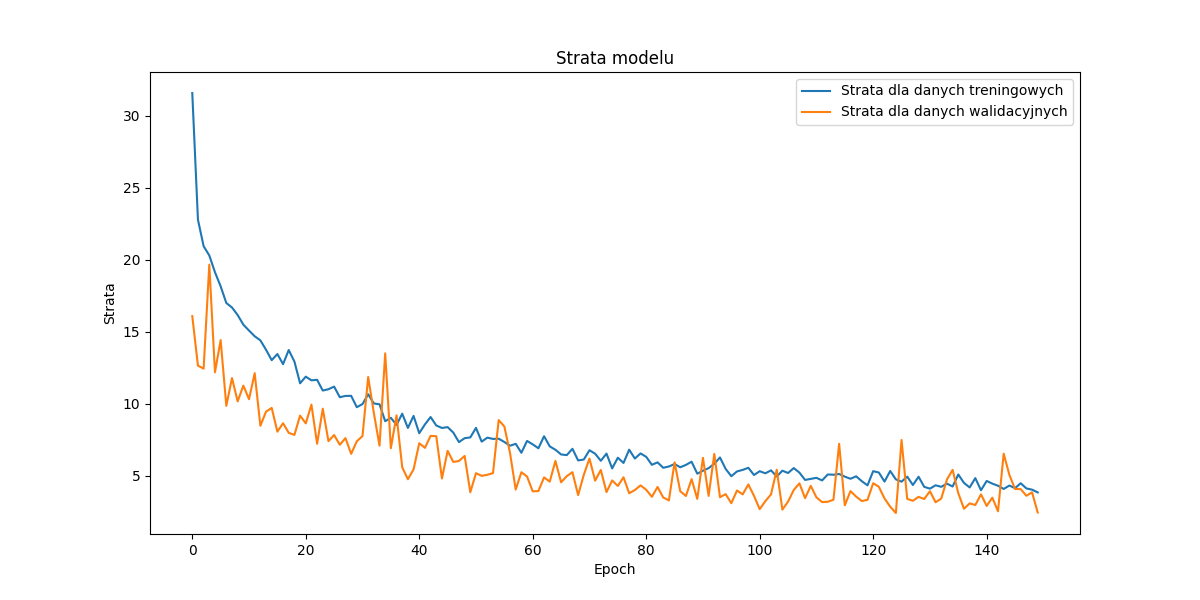 Strata modelu
Strata dla danych treningowych
Strata dla danych walidacyjnych
30
25
20
15
10
5
Strata
0 20 40 60 80 100 120 140
Epoch